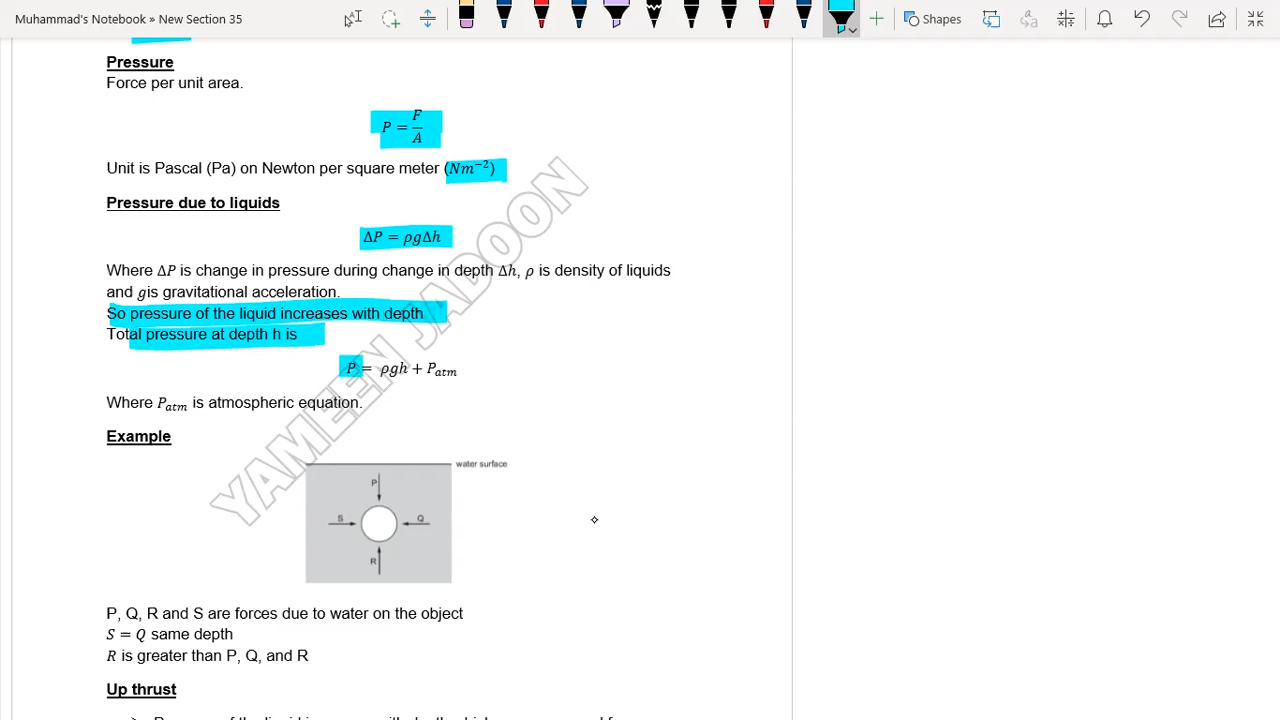 Muhammad's Notebook » New Section 35
Shapes
Pressure
Force per unit area.
P = F/A
Unit is Pascal (Pa) on Newton per square meter (Nm⁻²)
Pressure due to liquids
ΔP = ρgΔh
Where ΔP is change in pressure during change in depth Δh, ρ is density of liquids
and gis gravitational acceleration.
So pressure of the liquid increases with depth
Total pressure at depth h is
P = ρgh + Pₐₜₘ
Where Pₐₜₘ is atmospheric equation.
Example
water surface
P
S
Q
R
P, Q, R and S are forces due to water on the object
S = Q same depth
R is greater than P, Q, and R
Up thrust
YAMEEN JADOON